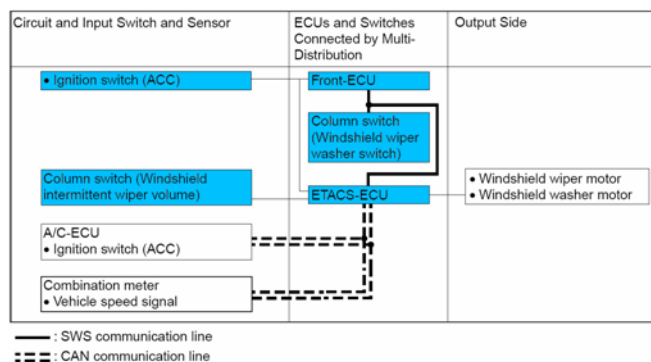 Circuit and Input Switch and Sensor
ECUs and Switches
Connected by Multi-
Distribution
Output Side
• Ignition switch (ACC)
Front-ECU
Column switch
(Windshield wiper
washer switch)
Column switch (Windshield
intermittent wiper volume)
ETACS-ECU
• Windshield wiper motor
• Windshield washer motor
A/C-ECU
• Ignition switch (ACC)
Combination meter
• Vehicle speed signal
: SWS communication line
: CAN communication line